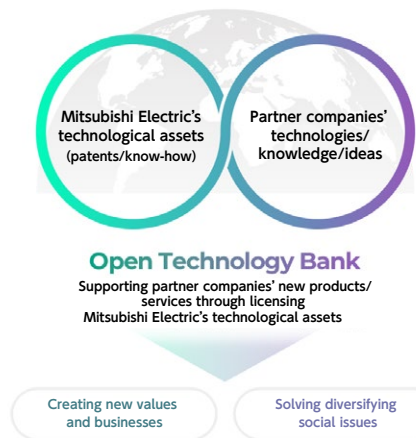 Mitsubishi Electric's
technological assets
(patents/know-how)
Partner companies'
technologies/
knowledge/ideas
Open Technology Bank
Supporting partner companies' new products/
services through licensing
Mitsubishi Electric's technological assets
Creating new values
and businesses
Solving diversifying
social issues